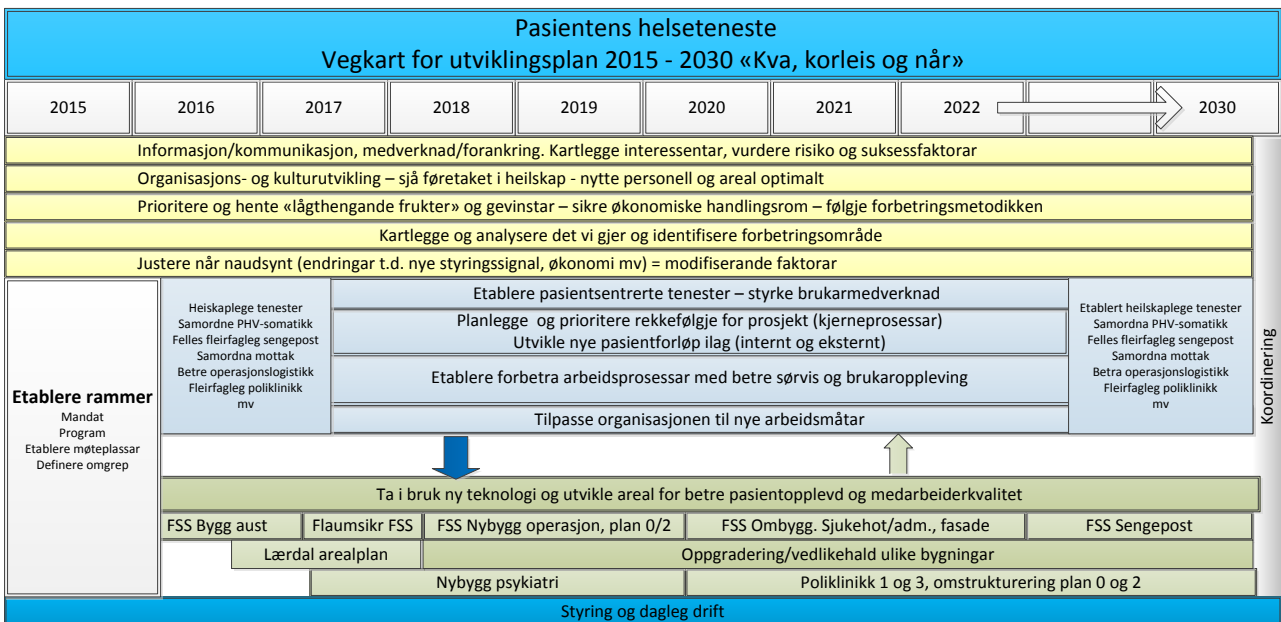 Pasientens helseteneste
Vegkart for utviklingsplan 2015 - 2030 «Kva, korleis og når»
2015
2016
2017
2018
2019
2020
2021
2022
2030
Informasjon/kommunikasjon, medverknad/forankring. Kartlegge interessentar, vurdere risiko og suksessfaktorar
Organisasjons- og kulturutvikling – sjå føretaket i heilskap - nytte personell og areal optimalt
Prioritere og hente «lågthengande frukter» og gevinstar – sikre økonomiske handlingsrom – følgje forbetringsmetodikken
Kartlegge og analysere det vi gjer og identifisere forbetringsområde
Justere når naudsynt (endringar t.d. nye styringssignal, økonomi mv) = modifiserande faktorar
Etablere rammer
Mandat
Program
Etablere møteplassar
Definere omgrep
Heiskaplege tenester
Samordne PHV-somatikk
Felles fleirfagleg sengepost
Samordna mottak
Betre operasjonslogistikk
Fleirfagleg poliklinikk
mv
Etablere pasientsentrerte tenester – styrke brukarmedverknad
Planlegge og prioritere rekkefølgje for prosjekt (kjerneprosessar)
Utvikle nye pasientforløp ilag (internt og eksternt)
Etablere forbetra arbeidsprosessar med betre sørvis og brukaroppleving
Tilpasse organisasjonen til nye arbeidsmåtar
Etablert heilskaplege tenester
Samordna PHV-somatikk
Felles fleirfagleg sengepost
Samordna mottak
Betra operasjonslogistikk
Fleirfagleg poliklinikk
mv
Koordinering
Ta i bruk ny teknologi og utvikle areal for betre pasientopplevd og medarbeiderkvalitet
FSS Bygg aust
Flaumsikr FSS
FSS Nybygg operasjon, plan 0/2
FSS Ombygg. Sjukehot/adm., fasade
FSS Sengepost
Lærdal arealplan
Oppgradering/vedlikehald ulike bygningar
Nybygg psykiatri
Poliklinikk 1 og 3, omstrukturering plan 0 og 2
Styring og dagleg drift